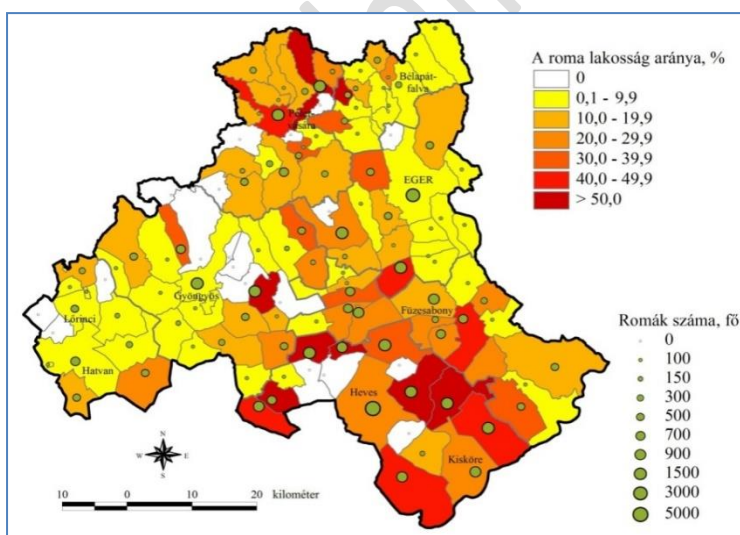 A roma lakosság aránya, %
0
0,1 - 9,9
10,0 - 19,9
20,0 - 29,9
30,0 - 39,9
40,0 - 49,9
> 50,0
Bélapát-
falva
EGER
Gyöngyös
Lőrinci
Hatvan
Füzesabony
Heves
Kisköre
Romák száma, fő
0
100
150
300
500
700
900
1500
3000
5000
N
W E
S
10 0 10 20 kilométer